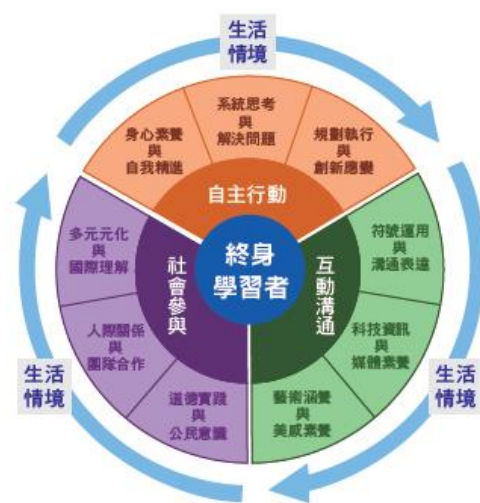 生活
情境
系統思考
與
解決問題
身心素養
與
自我精進
規劃執行
與
創新應變
自主行動
多元元化
與
國際理解
符號運用
與
溝通表達
社會參與
終身
學習者
互動溝通
人際關係
與
團隊合作
科技資訊
與
媒體素養
道德實踐
與
公民意識
藝術涵養
與
美感素養
生活
情境
生活
情境